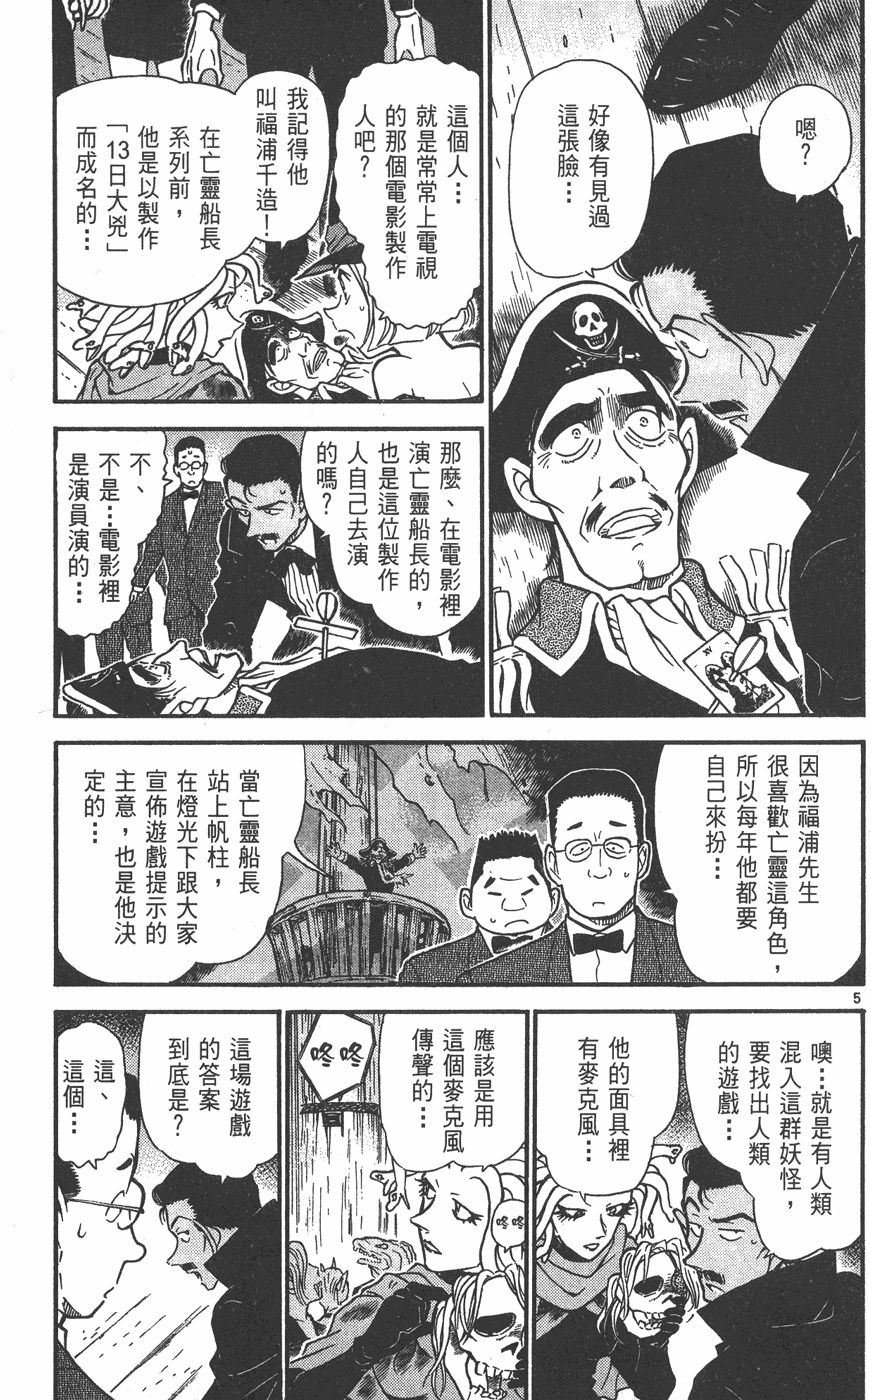 嗯？
好像有見過
這張臉…
這個人…
就是常常上電視
的那個電影製作
人吧？
我記得他
叫福浦千造！
在亡靈船長
系列前，
他是以製作
「13日大兇」
而成名的…
那麼、在電影裡
演亡靈船長的，
也是這位製作
人自己去演
的嗎？
不、
不是…電影裡
是演員演的…
因為福浦先生
很喜歡亡靈這角色，
所以每年他都要
自己來扮…
當亡靈船長
站上帆柱，
在燈光下跟大家
宣佈遊戲提示的
主意，也是他決
定的…
5
噢…就是有人類
混入這群妖怪，
要找出人類
的遊戲…
他的面具裡
有麥克風…
咚咚
應該是用
這個麥克風
傳聲的…
咚咚
這場遊戲
的答案
到底是？
這、
這個…